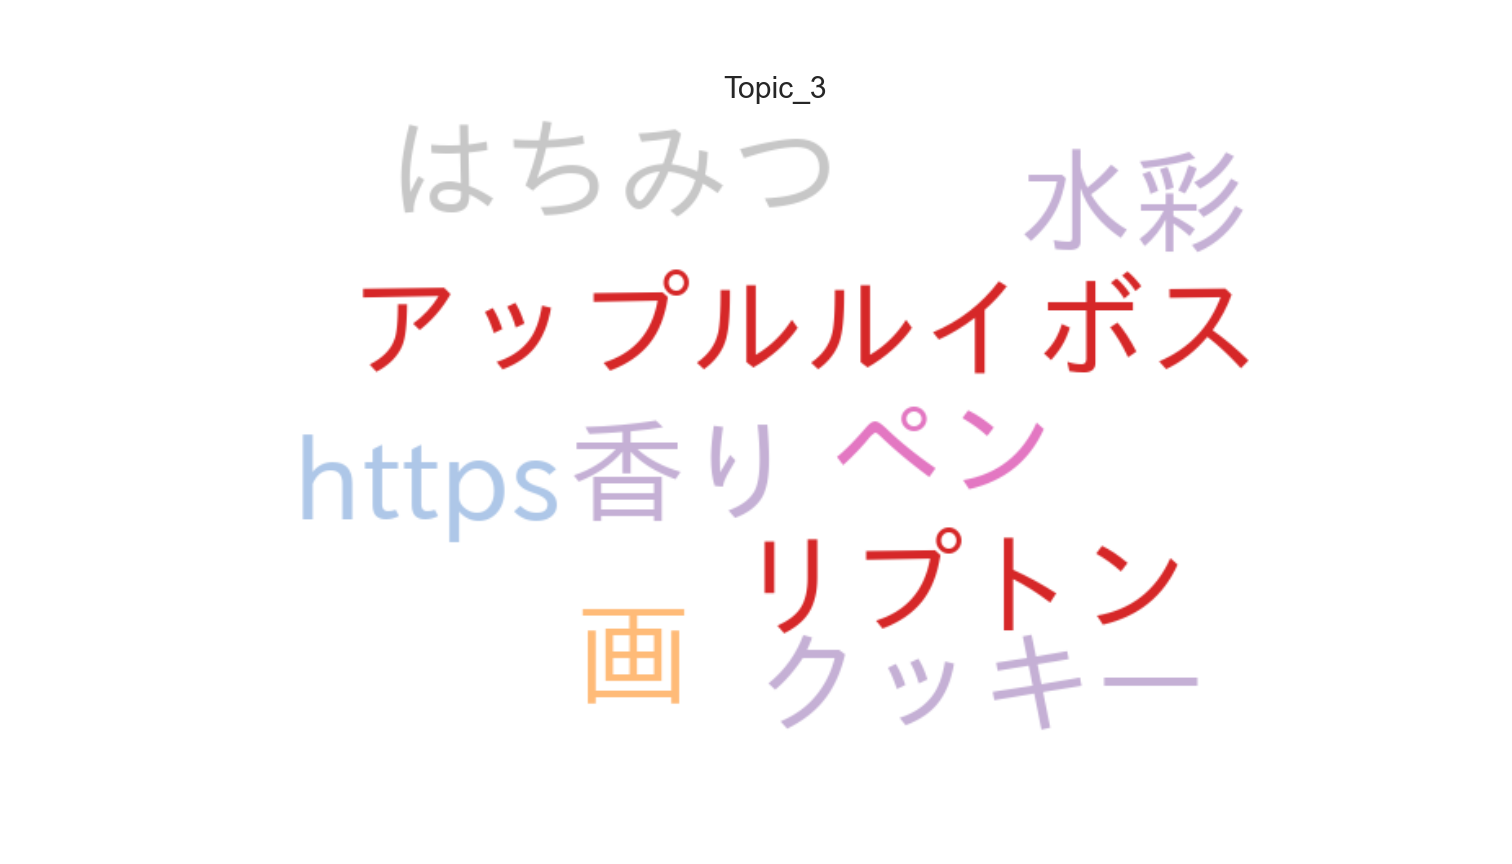 Topic_3
はちみつ
水彩
アップルルイボス
https
香り
ペン
リプトン
画
クッキー